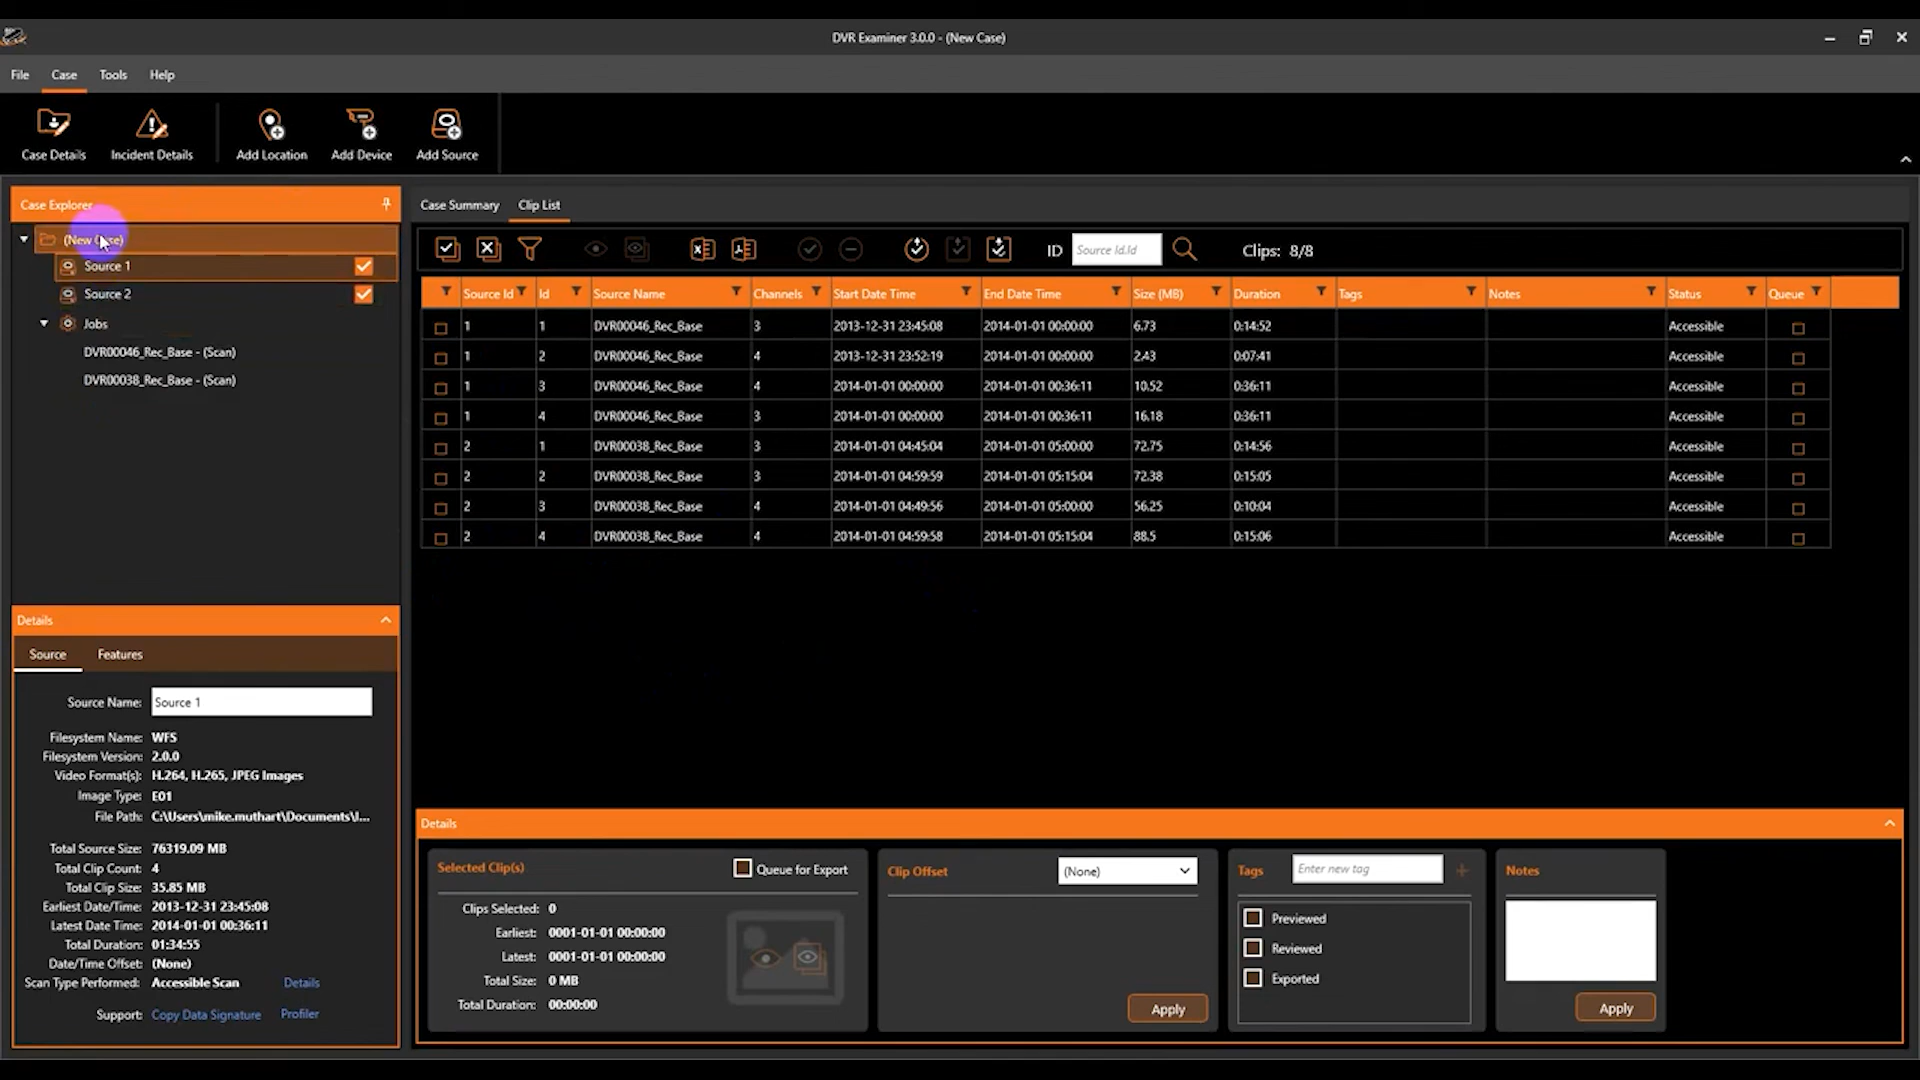 DVR Examiner 3.0.0 - (New Case)
File Case Tools Help
Case Details Incident Details Add Location Add Device Add Source
Case Explorer
(New Case)
Source 1
Source 2
Jobs
DVR00046_Rec_Base - (Scan)
DVR00038_Rec_Base - (Scan)
Case Summary Clip List
ID Source Id.Id Clips: 8/8
Source Id Id Source Name Channels Start Date Time End Date Time Size (MB) Duration Tags Notes Status Queue
1 1 DVR00046_Rec_Base 3 2013-12-31 23:45:08 2014-01-01 00:00:00 6.73 0:14:52 Accessible
1 2 DVR00046_Rec_Base 4 2013-12-31 23:52:19 2014-01-01 00:00:00 2.43 0:07:41 Accessible
1 3 DVR00046_Rec_Base 4 2014-01-01 00:00:00 2014-01-01 00:36:11 10.52 0:36:11 Accessible
1 4 DVR00046_Rec_Base 3 2014-01-01 00:00:00 2014-01-01 00:36:11 16.18 0:36:11 Accessible
2 1 DVR00038_Rec_Base 3 2014-01-01 04:45:04 2014-01-01 05:00:00 72.75 0:14:56 Accessible
2 2 DVR00038_Rec_Base 3 2014-01-01 04:59:59 2014-01-01 05:15:04 72.38 0:15:05 Accessible
2 3 DVR00038_Rec_Base 4 2014-01-01 04:49:56 2014-01-01 05:00:00 56.25 0:10:04 Accessible
2 4 DVR00038_Rec_Base 4 2014-01-01 04:59:58 2014-01-01 05:15:04 88.5 0:15:06 Accessible
Details
Source Features
Source Name: Source 1
Filesystem Name: WFS
Filesystem Version: 2.0.0
Video Format(s): H.264, H.265, JPEG Images
Image Type: E01
File Path: C:\Users\mike.muthart\Documents\I...
Total Source Size: 76319.09 MB
Total Clip Count: 4
Total Clip Size: 35.85 MB
Earliest Date/Time: 2013-12-31 23:45:08
Latest Date Time: 2014-01-01 00:36:11
Total Duration: 01:34:55
Date/Time Offset: (None)
Scan Type Performed: Accessible Scan Details
Support: Copy Data Signature Profiler
Details
Selected Clip(s) Queue for Export
Clips Selected: 0
Earliest: 0001-01-01 00:00:00
Latest: 0001-01-01 00:00:00
Total Size: 0 MB
Total Duration: 00:00:00
Clip Offset (None)
Apply
Tags Enter new tag
Previewed
Reviewed
Exported
Notes
Apply